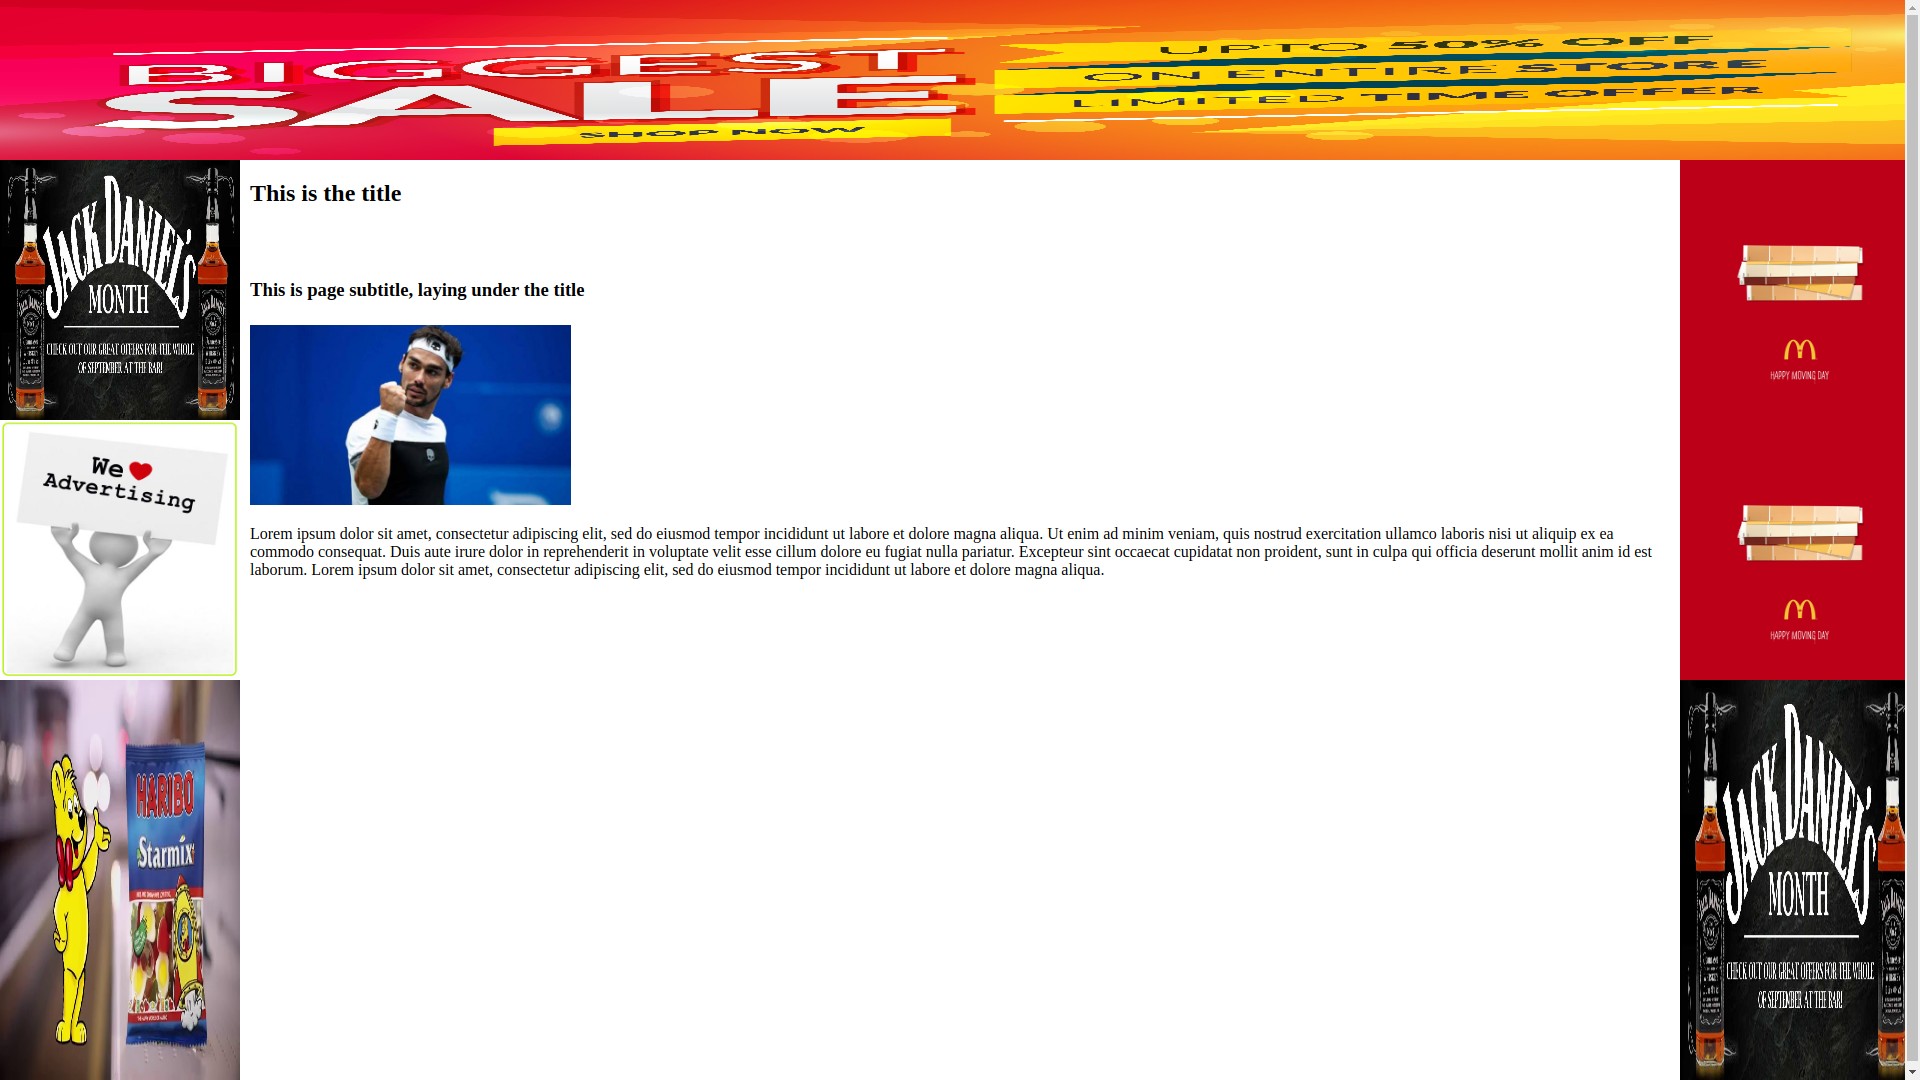 BIGGEST
SALE
SHOP NOW
UPTO 50% OFF
ON ENTIRE STORE
LIMITED TIME OFFER
JACK DANIEL'S
MONTH
CHECK OUT OUR GREAT OFFERS FOR THE WHOLE
OF SEPTEMBER AT THE BAR!
We
Advertising
HARIBO
Starmix
This is the title
This is page subtitle, laying under the title
Lorem ipsum dolor sit amet, consectetur adipiscing elit, sed do eiusmod tempor incididunt ut labore et dolore magna aliqua. Ut enim ad minim veniam, quis nostrud exercitation ullamco laboris nisi ut aliquip ex ea
commodo consequat. Duis aute irure dolor in reprehenderit in voluptate velit esse cillum dolore eu fugiat nulla pariatur. Excepteur sint occaecat cupidatat non proident, sunt in culpa qui officia deserunt mollit anim id est
laborum. Lorem ipsum dolor sit amet, consectetur adipiscing elit, sed do eiusmod tempor incididunt ut labore et dolore magna aliqua.
HAPPY MOVING DAY
HAPPY MOVING DAY
JACK DANIEL'S
MONTH
CHECK OUT OUR GREAT OFFERS FOR THE WHOLE
OF SEPTEMBER AT THE BAR!